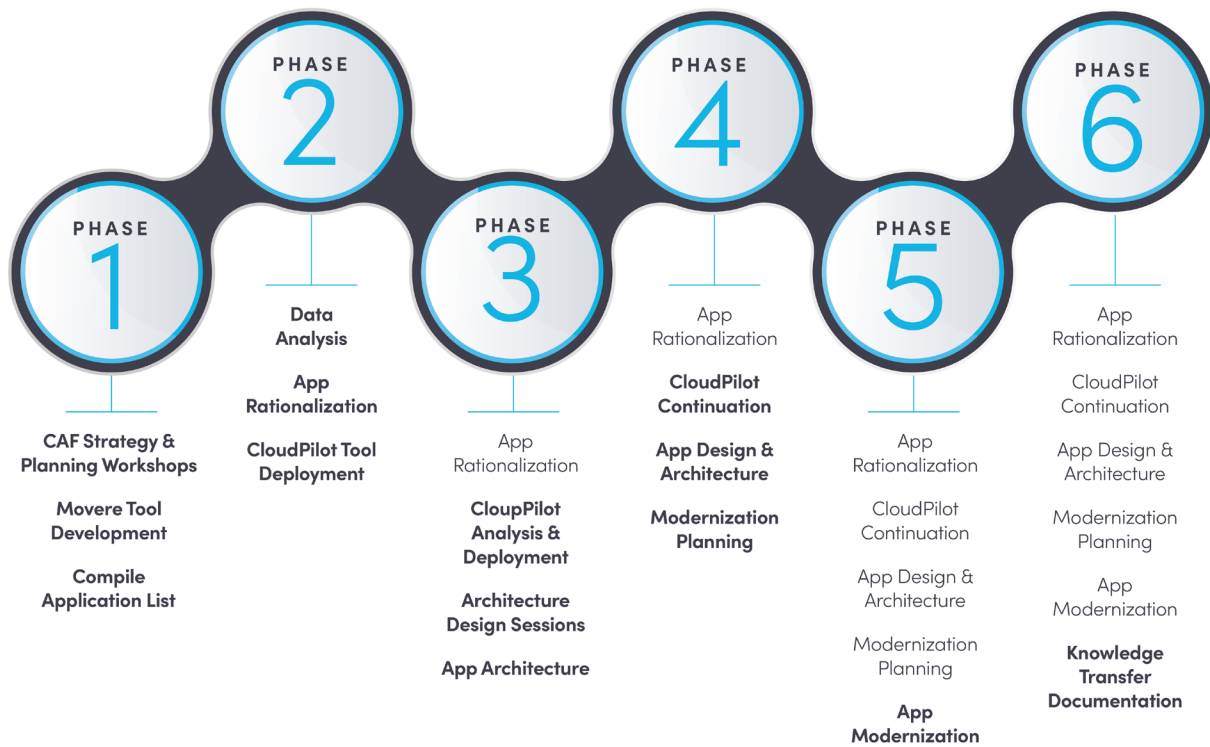 PHASE
1
CAF Strategy &
Planning Workshops
Movere Tool
Development
Compile
Application List
PHASE
2
Data
Analysis
App
Rationalization
CloudPilot Tool
Deployment
PHASE
3
App
Rationalization
CloupPilot
Analysis &
Deployment
Architecture
Design Sessions
App Architecture
PHASE
4
App
Rationalization
CloudPilot
Continuation
App Design &
Architecture
Modernization
Planning
PHASE
5
App
Rationalization
CloudPilot
Continuation
App Design &
Architecture
Modernization
Planning
App
Modernization
PHASE
6
App
Rationalization
CloudPilot
Continuation
App Design &
Architecture
Modernization
Planning
App
Modernization
Knowledge
Transfer
Documentation